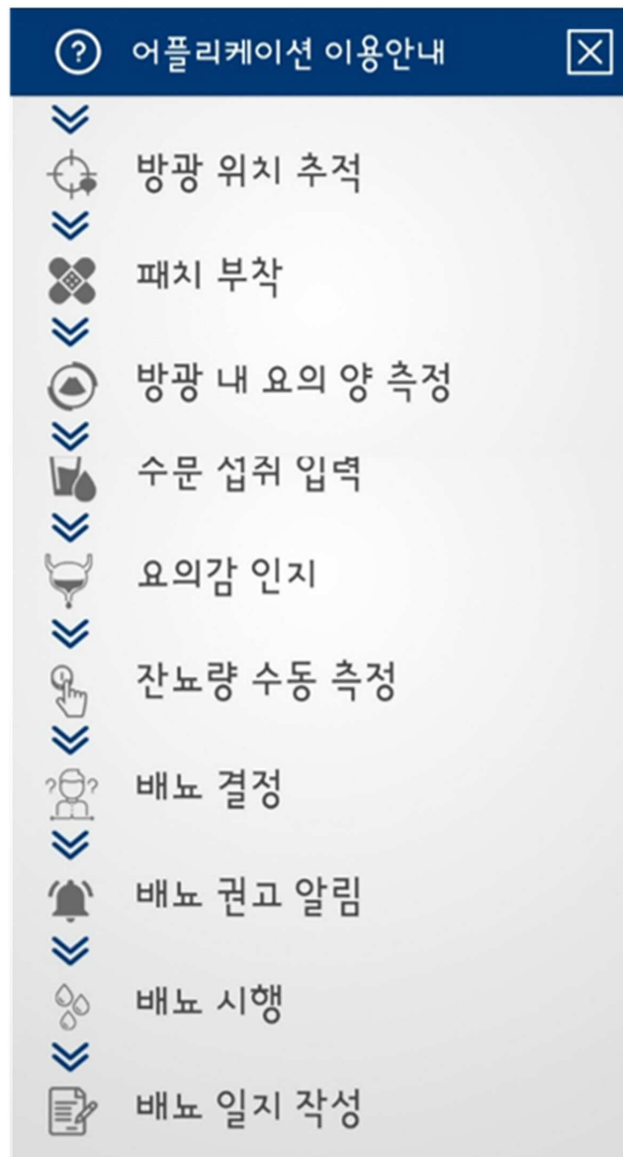 어플리케이션 이용안내
방광 위치 추적
패치 부착
방광 내 요의 양 측정
수문 섭취 입력
요의감 인지
잔뇨량 수동 측정
배뇨 결정
배뇨 권고 알림
배뇨 시행
배뇨 일지 작성